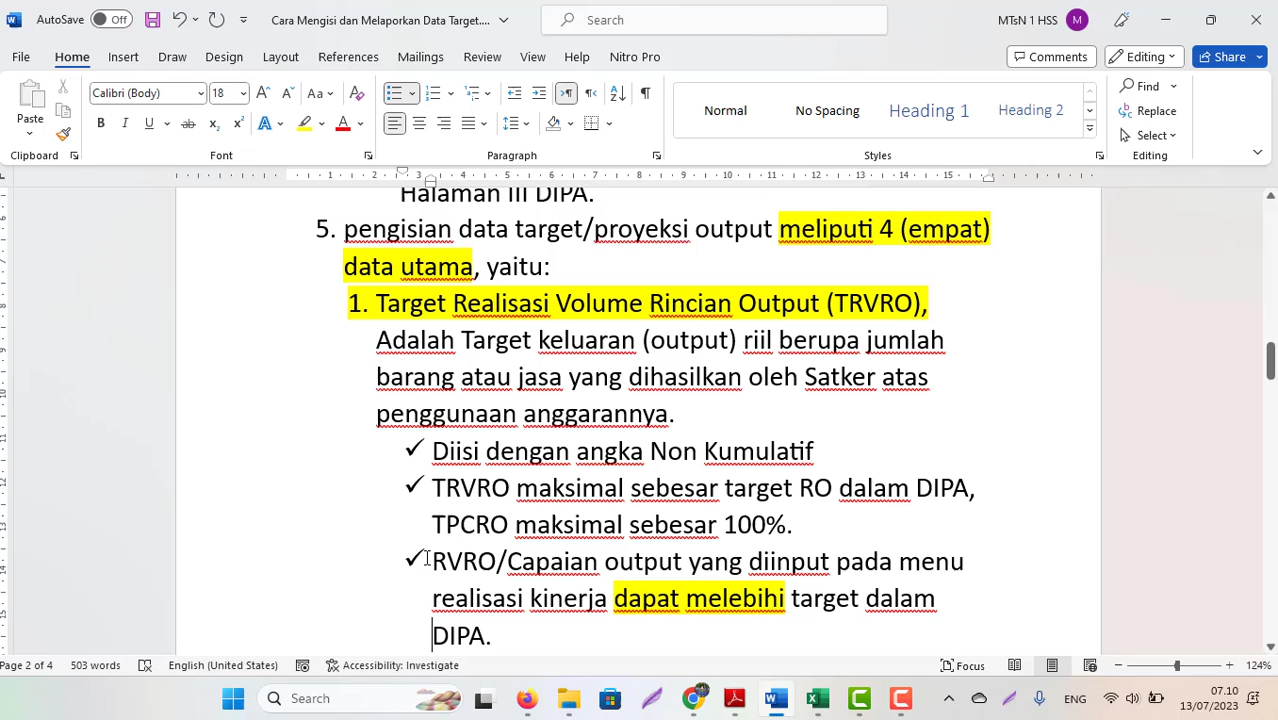 AutoSave Off Cara Mengisi dan Melaporkan Data Target.... Search MTsN 1 HSS M
File Home Insert Draw Design Layout References Mailings Review View Help Nitro Pro Comments Editing Share
Paste Calibri (Body) 18 Normal No Spacing Heading 1 Heading 2 Find Replace Select
Clipboard Font Paragraph Styles Editing
Halaman III DIPA.
5. pengisian data target/proyeksi output meliputi 4 (empat)
data utama, yaitu:
1. Target Realisasi Volume Rincian Output (TRVRO),
Adalah Target keluaran (output) riil berupa jumlah
barang atau jasa yang dihasilkan oleh Satker atas
penggunaan anggarannya.
✓ Diisi dengan angka Non Kumulatif
✓ TRVRO maksimal sebesar target RO dalam DIPA,
TPCRO maksimal sebesar 100%.
✓ RVRO/Capaian output yang diinput pada menu
realisasi kinerja dapat melebihi target dalam
DIPA.
Page 2 of 4 503 words English (United States) Accessibility: Investigate Focus 124%
Search ENG 07.10
13/07/2023